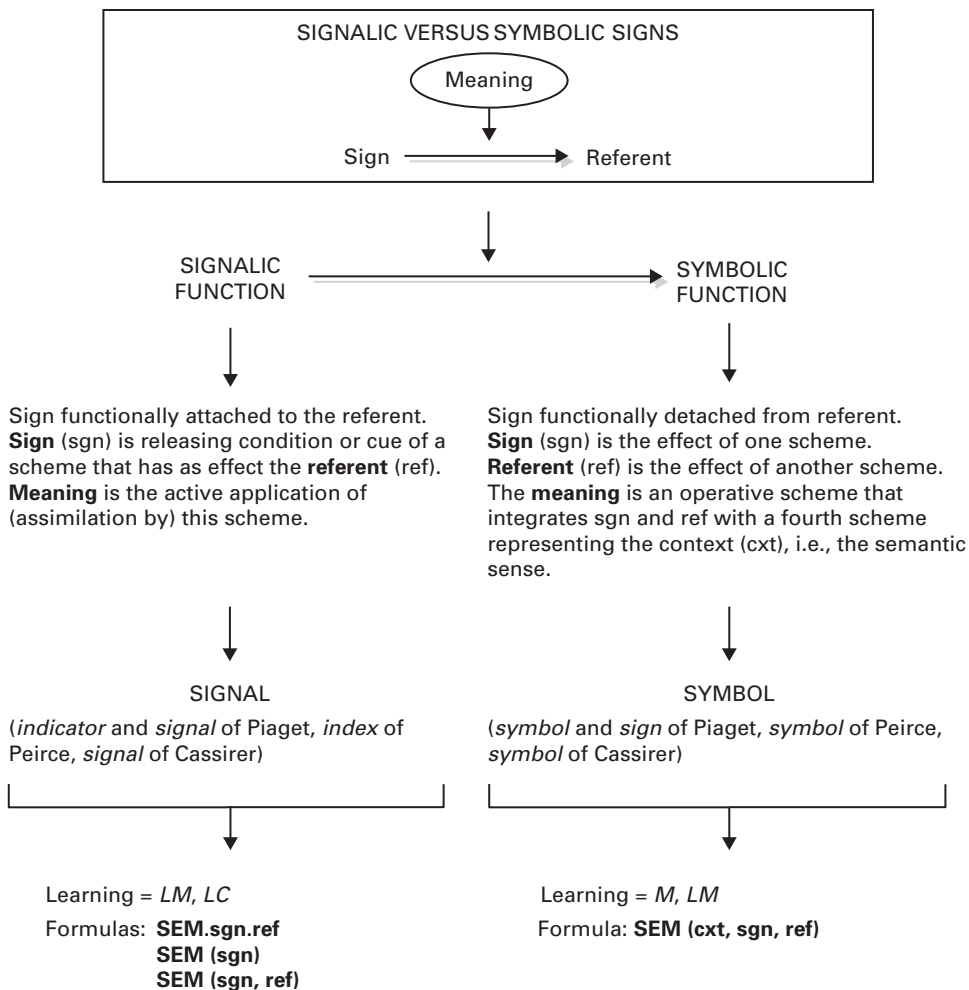 SIGNALIC VERSUS SYMBOLIC SIGNS
Meaning
Sign
Referent
SIGNALIC
FUNCTION
SYMBOLIC
FUNCTION
Sign functionally attached to the referent.
Sign (sgn) is releasing condition or cue of a
scheme that has as effect the referent (ref).
Meaning is the active application of
(assimilation by) this scheme.
Sign functionally detached from referent.
Sign (sgn) is the effect of one scheme.
Referent (ref) is the effect of another scheme.
The meaning is an operative scheme that
integrates sgn and ref with a fourth scheme
representing the context (cxt), i.e., the semantic
sense.
SIGNAL
(indicator and signal of Piaget, index of
Peirce, signal of Cassirer)
SYMBOL
(symbol and sign of Piaget, symbol of Peirce,
symbol of Cassirer)
Learning = LM, LC
Formulas: SEM.sgn.ref
SEM (sgn)
SEM (sgn, ref)
Learning = M, LM
Formula: SEM (cxt, sgn, ref)